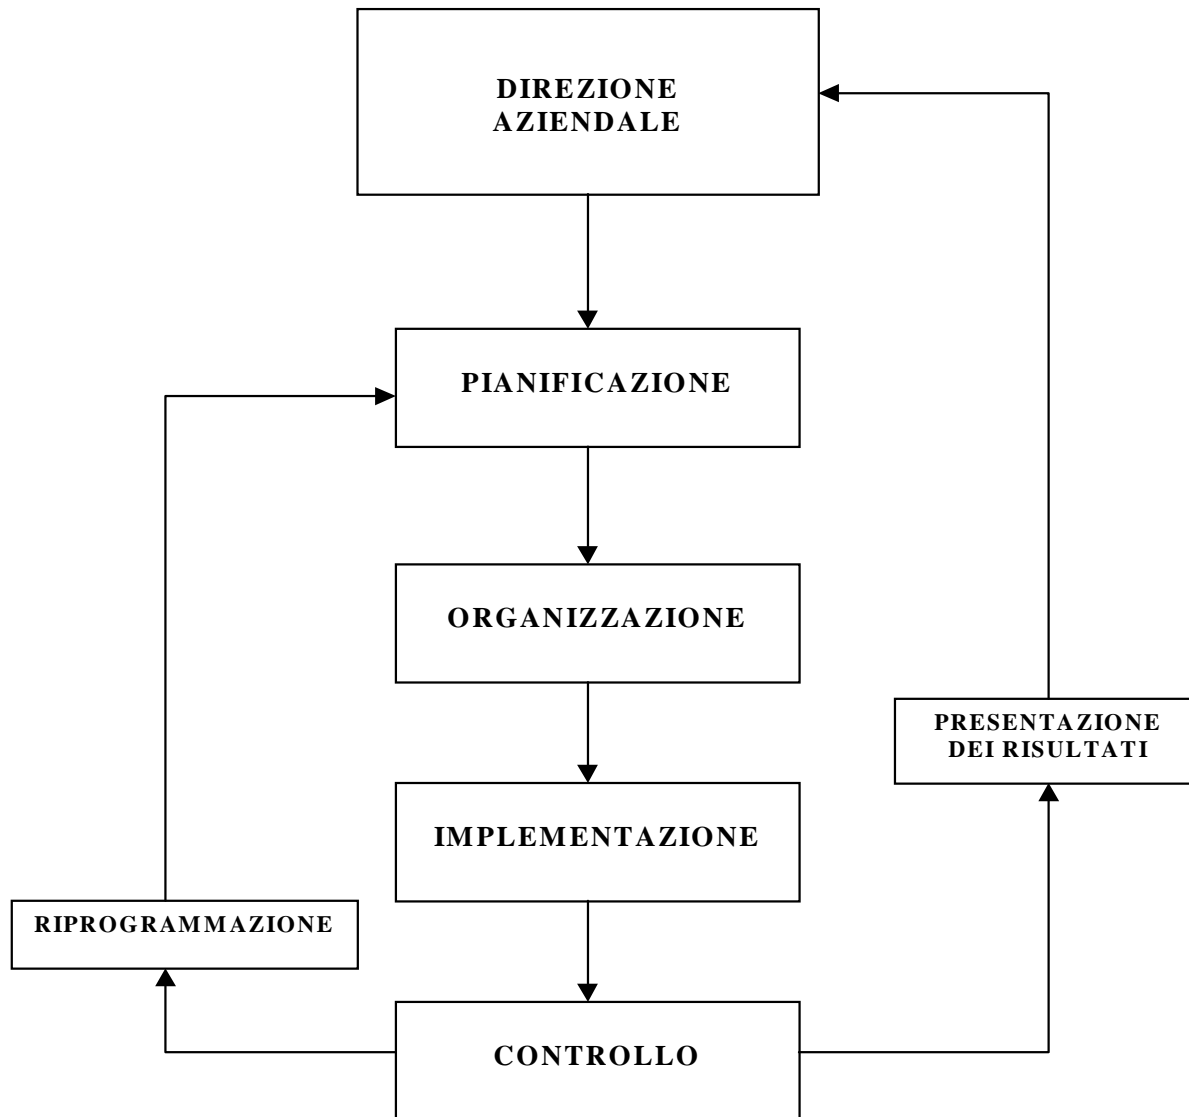 DIREZIONE
AZIENDALE
PIANIFICAZIONE
ORGANIZZAZIONE
PRESENTAZIONE
DEI RISULTATI
IMPLEMENTAZIONE
RIPROGRAMMAZIONE
CONTROLLO